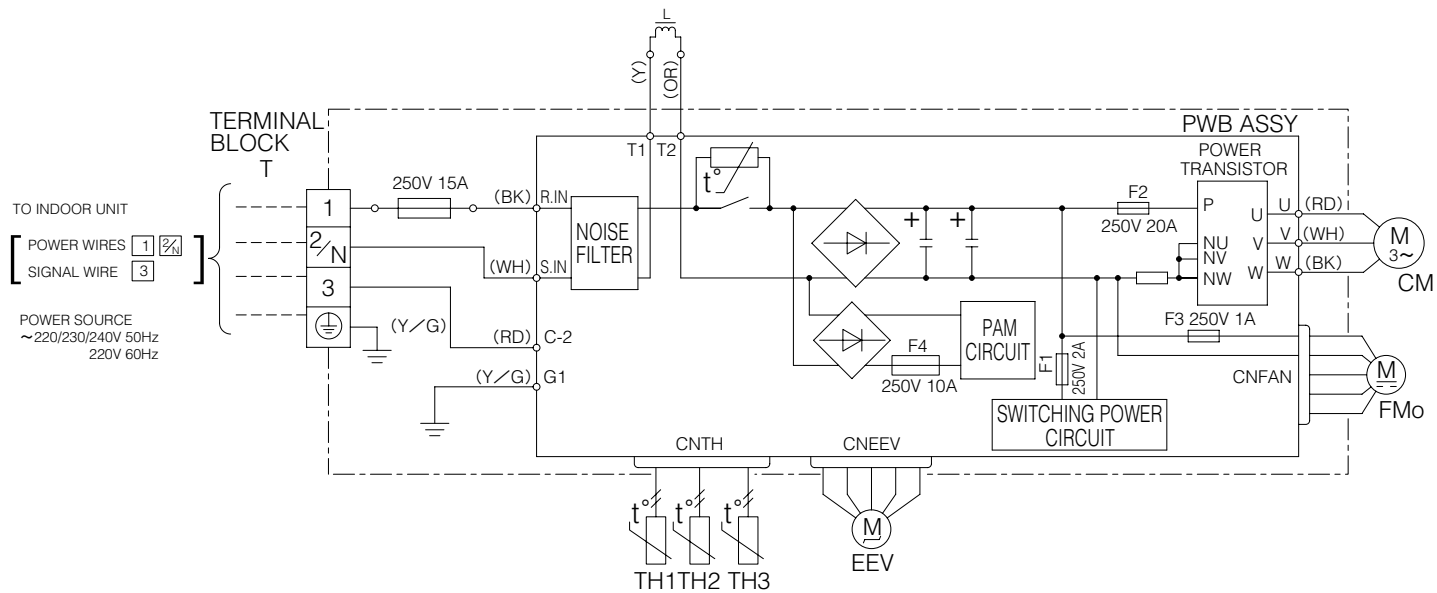 L
(Y)
(OR)
TERMINAL
BLOCK
T
PWB ASSY
T1 T2
POWER
TRANSISTOR
t°
250V 15A
TO INDOOR UNIT
POWER WIRES 1 2/N
SIGNAL WIRE 3
POWER SOURCE
~220/230/240V 50Hz
220V 60Hz
1
2/N
3
(BK) R.IN
(WH) S.IN
NOISE
FILTER
(Y/G)
(RD) C-2
(Y/G) G1
+ +
F2
250V 20A
P
NU
NV
NW
U
V
W
U (RD)
V (WH)
W (BK)
M
3~
CM
F4
250V 10A
PAM
CIRCUIT
F1
250V 2A
F3 250V 1A
CNFAN
M
FMo
SWITCHING POWER
CIRCUIT
CNTH
CNEEV
t° t° t°
TH1 TH2 TH3
M
EEV